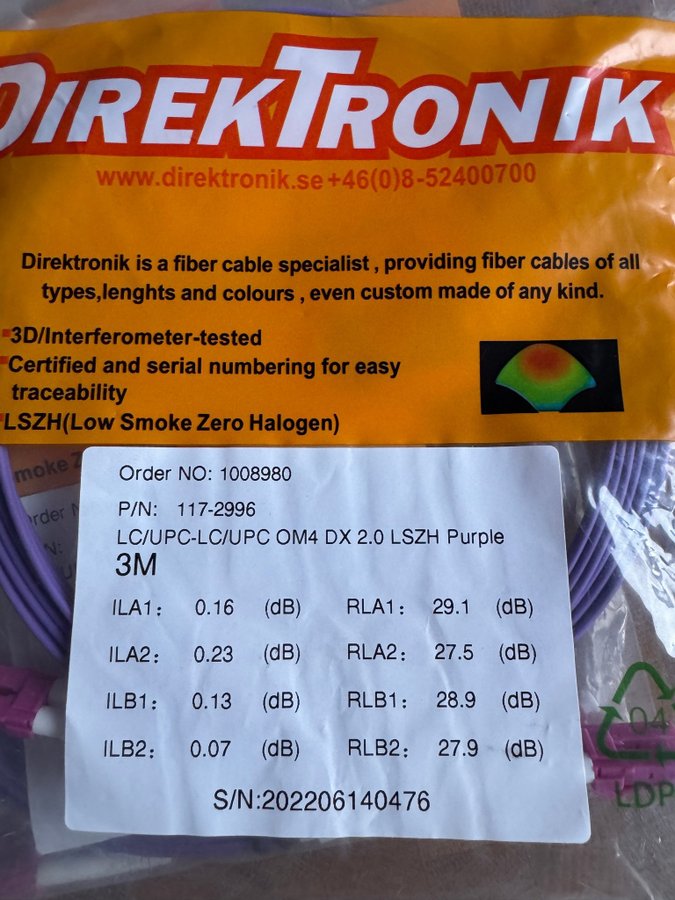 DIREKTRONIK
www.direktronik.se +46(0)8-52400700
Direktronik is a fiber cable specialist , providing fiber cables of all
types,lenghts and colours , even custom made of any kind.
3D/Interferometer-tested
Certified and serial numbering for easy
traceability
LSZH(Low Smoke Zero Halogen)
Order NO: 1008980
P/N: 117-2996
LC/UPC-LC/UPC OM4 DX 2.0 LSZH Purple
3M
ILA1: 0.16 (dB) RLA1: 29.1 (dB)
ILA2: 0.23 (dB) RLA2: 27.5 (dB)
ILB1: 0.13 (dB) RLB1: 28.9 (dB)
ILB2: 0.07 (dB) RLB2: 27.9 (dB)
S/N:202206140476
04
LDP